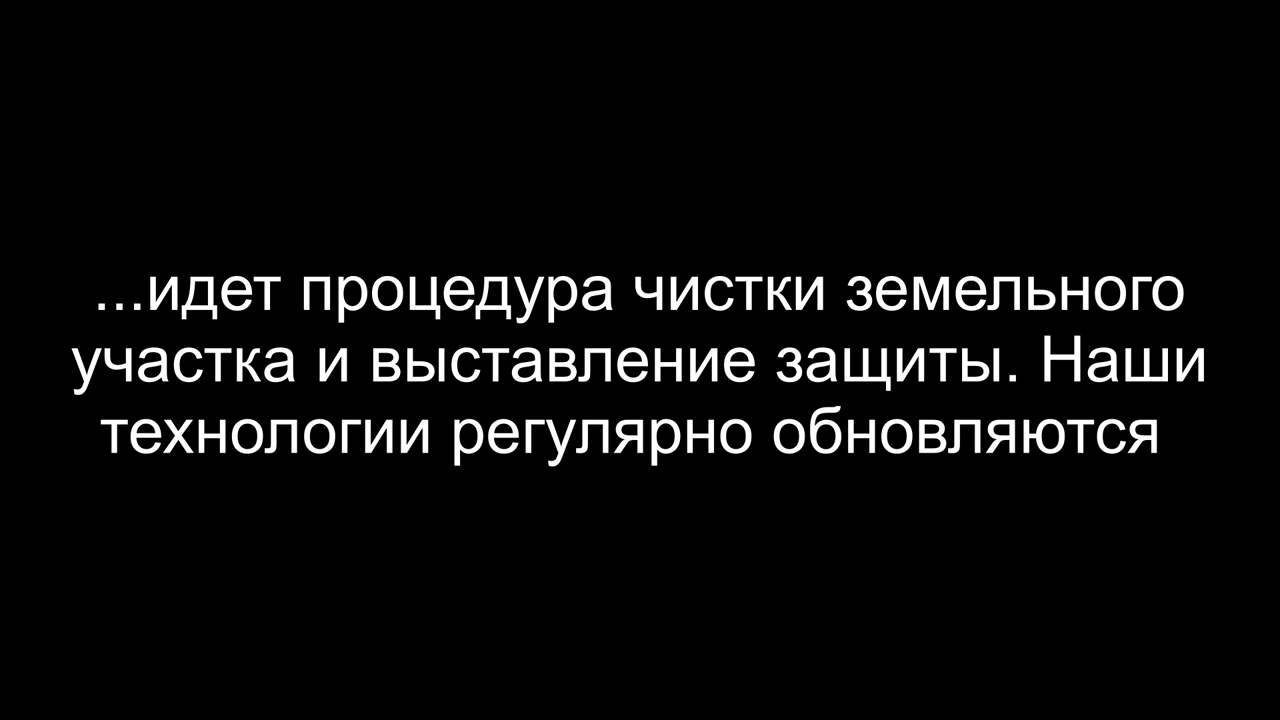 ...идет процедура чистки земельного
участка и выставление защиты. Наши
технологии регулярно обновляются